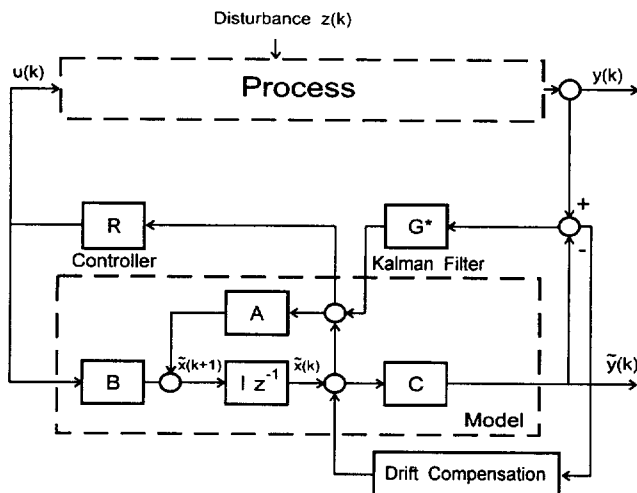 Disturbance z(k)
u(k)
Process
y(k)
R
Controller
G*
Kalman Filter
+
-
A
x̃(k+1)
x̃(k)
B
I z⁻¹
C
ỹ(k)
Model
Drift Compensation